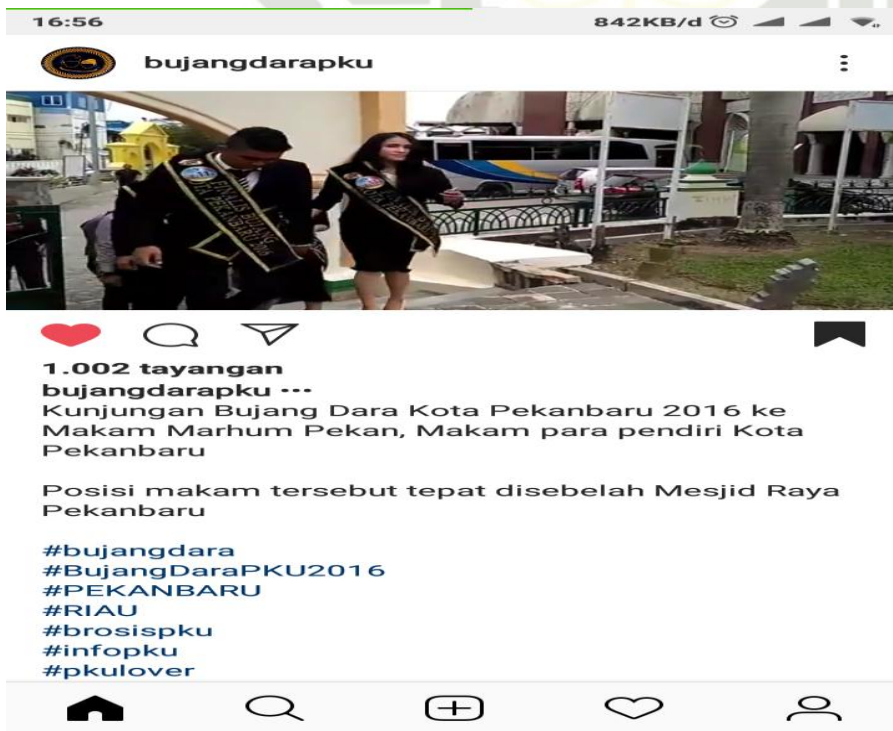 16:56
842KB/d
bujangdarapku
1.002 tayangan
bujangdarapku •••
Kunjungan Bujang Dara Kota Pekanbaru 2016 ke
Makam Marhum Pekan, Makam para pendiri Kota
Pekanbaru
Posisi makam tersebut tepat disebelah Mesjid Raya
Pekanbaru
#bujangdara
#BujangDaraPKU2016
#PEKANBARU
#RIAU
#brosispku
#infopku
#pkulover